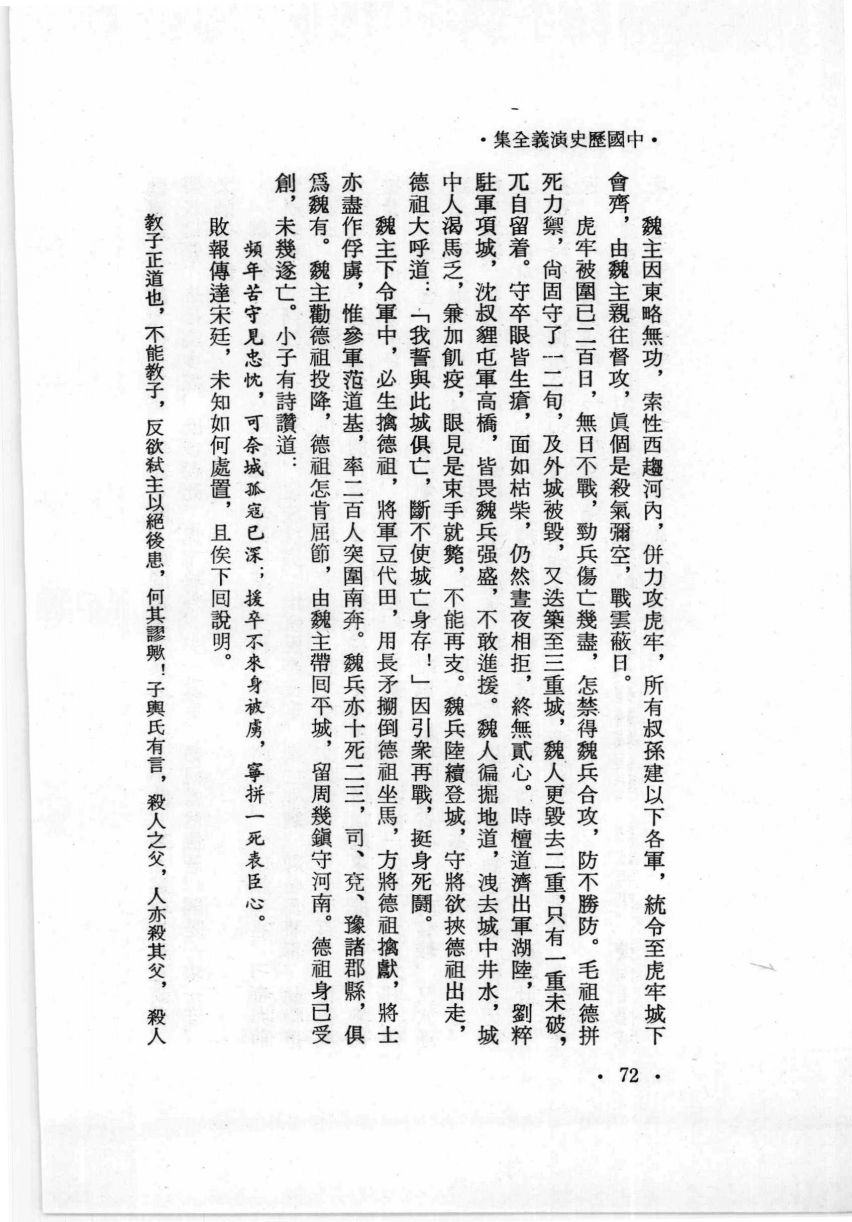 ·中國歷史演義全集·
魏主因東略無功，索性西趨河內，併力攻虎牢，所有叔孫建以下各軍，統令至虎牢城下
會齊，由魏主親往督攻，眞個是殺氣彌空，戰雲蔽日。
虎牢被圍已二百日，無日不戰，勁兵傷亡幾盡，怎禁得魏兵合攻，防不勝防。毛祖德拼
死力禦，尙固守了一二旬，及外城被毀，又迭築至三重城，魏人更毀去二重，只有一重未破，
兀自留着。守卒眼皆生瘡，面如枯柴，仍然晝夜相拒，終無貳心。時檀道濟出軍湖陸，劉粹
駐軍項城，沈叔貍屯軍高橋，皆畏魏兵强盛，不敢進援。魏人偏掘地道，洩去城中井水，城
中人渴馬乏，兼加飢疫，眼見是束手就斃，不能再支。魏兵陸續登城，守將欲挾德祖出走，
德祖大呼道：「我誓與此城俱亡，斷不使城亡身存！」因引衆再戰，挺身死鬪。
魏主下令軍中，必生擒德祖，將軍豆代田，用長矛搠倒德祖坐馬，方將德祖擒獻，將士
亦盡作俘虜，惟參軍范道基，率二百人突圍南奔。魏兵亦十死二三，司、兗、豫諸郡縣，俱
爲魏有。魏主勸德祖投降，德祖怎肯屈節，由魏主帶囘平城，留周幾鎭守河南。德祖身已受
創，未幾遂亡。小子有詩讚道：
頻年苦守見忠忱，可奈城孤寇已深；援卒不來身被虜，寧拼一死表臣心。
敗報傳達宋廷，未知如何處置，且俟下囘說明。
教子正道也，不能教子，反欲弒主以絕後患，何其謬歟！子輿氏有言，殺人之父，人亦殺其父，殺人
·72·